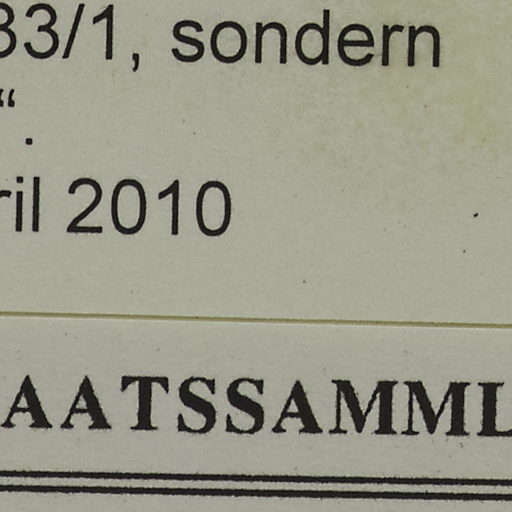 33/1, sondern
“.
ril 2010
AATSSAMML